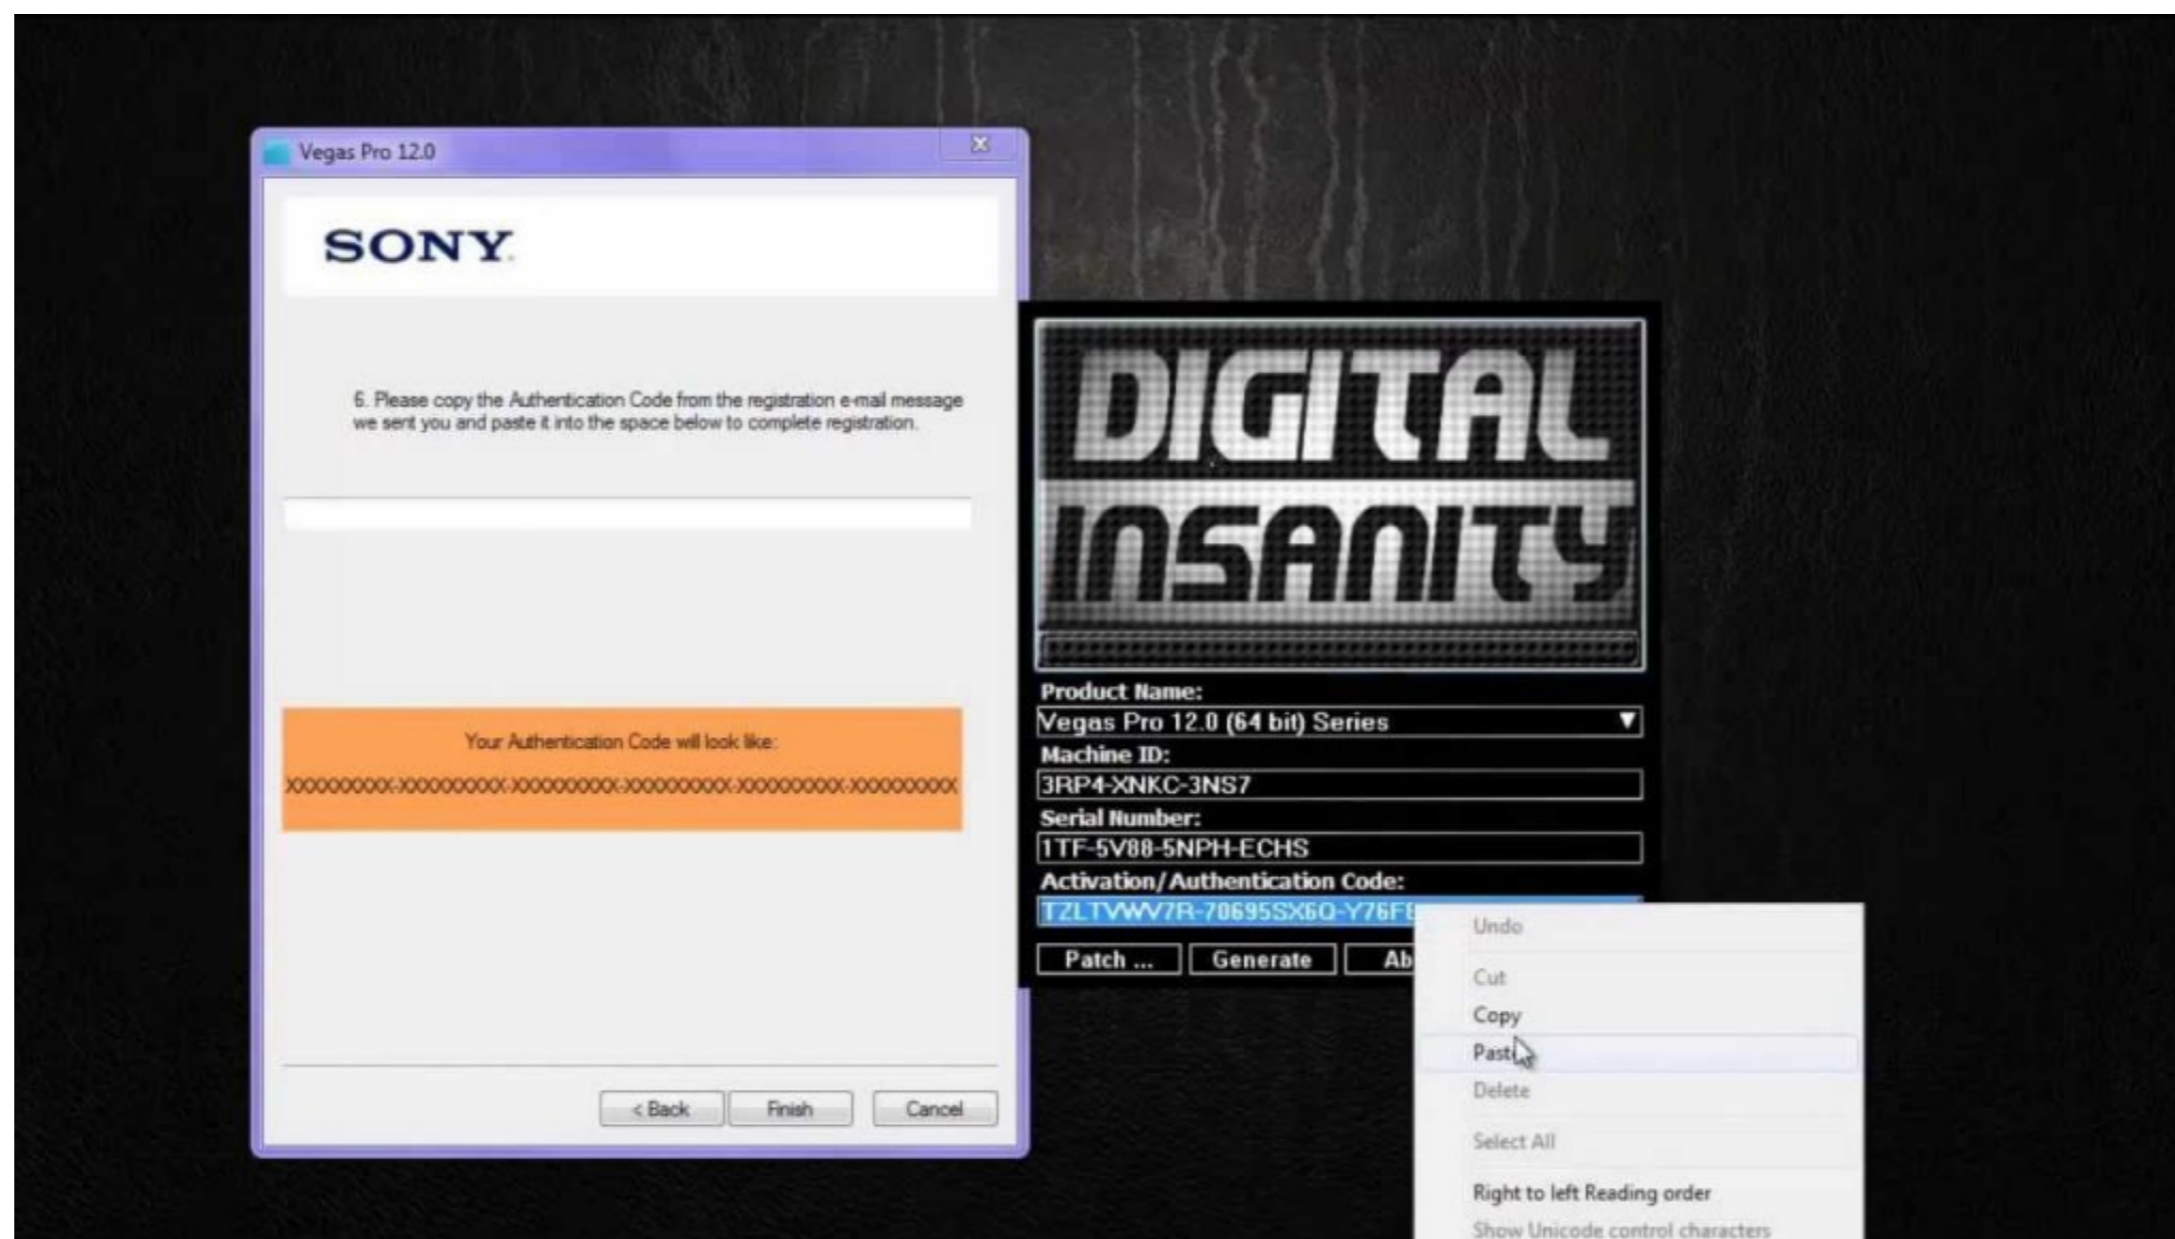 Vegas Pro 12.0
SONY
6. Please copy the Authentication Code from the registration e-mail message
we sent you and paste it into the space below to complete registration.
Your Authentication Code will look like:
XXXXXXXXX-XXXXXXXXX-XXXXXXXXX-XXXXXXXXX-XXXXXXXXX-XXXXXXXXX
< Back
Finish
Cancel
DIGITAL
INSANITY
Product Name:
Vegas Pro 12.0 (64 bit) Series
Machine ID:
3RP4-XNKC-3NS7
Serial Number:
1TF-5V88-5NPH-ECHS
Activation/Authentication Code:
TZLTVWV7R-70695SX6Q-Y76F
Patch ...
Generate
Ab
Undo
Cut
Copy
Paste
Delete
Select All
Right to left Reading order
Show Unicode control characters